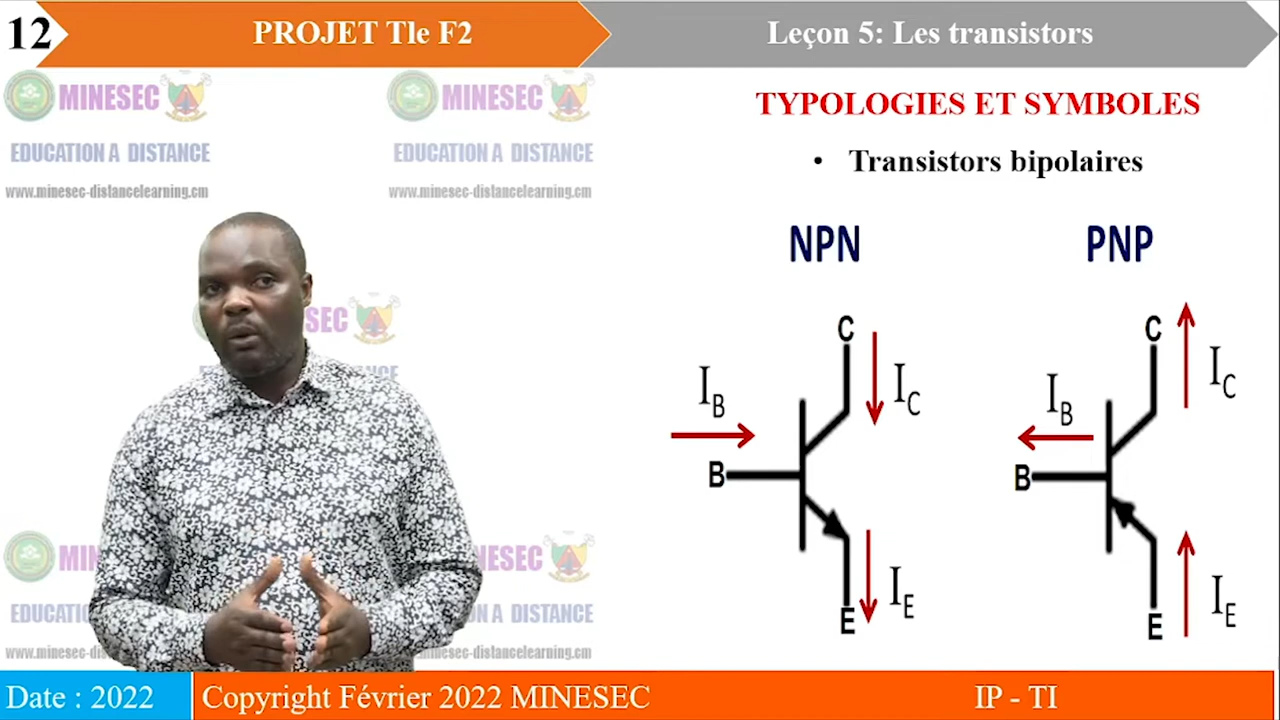 12
PROJET Tle F2
Leçon 5: Les transistors
MINESEC
EDUCATION A DISTANCE
www.minesec-distancelearning.cm
MINESEC
EDUCATION A DISTANCE
www.minesec-distancelearning.cm
TYPOLOGIES ET SYMBOLES
• Transistors bipolaires
NPN
PNP
C
IC
IB
B
IE
E
C
IC
IB
B
IE
E
Date : 2022
Copyright Février 2022 MINESEC
IP - TI